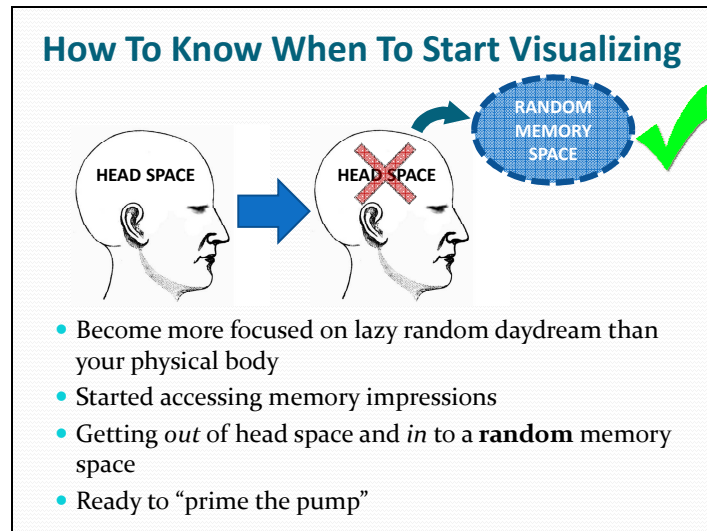 How To Know When To Start Visualizing
RANDOM
MEMORY
SPACE
HEAD SPACE
HEAD SPACE
• Become more focused on lazy random daydream than
your physical body
• Started accessing memory impressions
• Getting out of head space and in to a random memory
space
• Ready to “prime the pump”